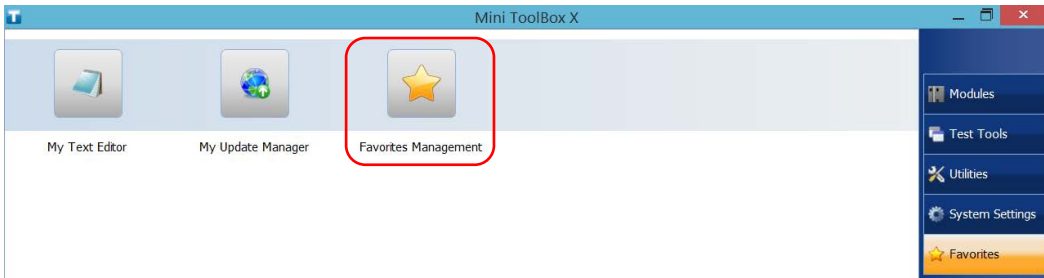 Mini ToolBox X
My Text Editor
My Update Manager
Favorites Management
Modules
Test Tools
Utilities
System Settings
Favorites